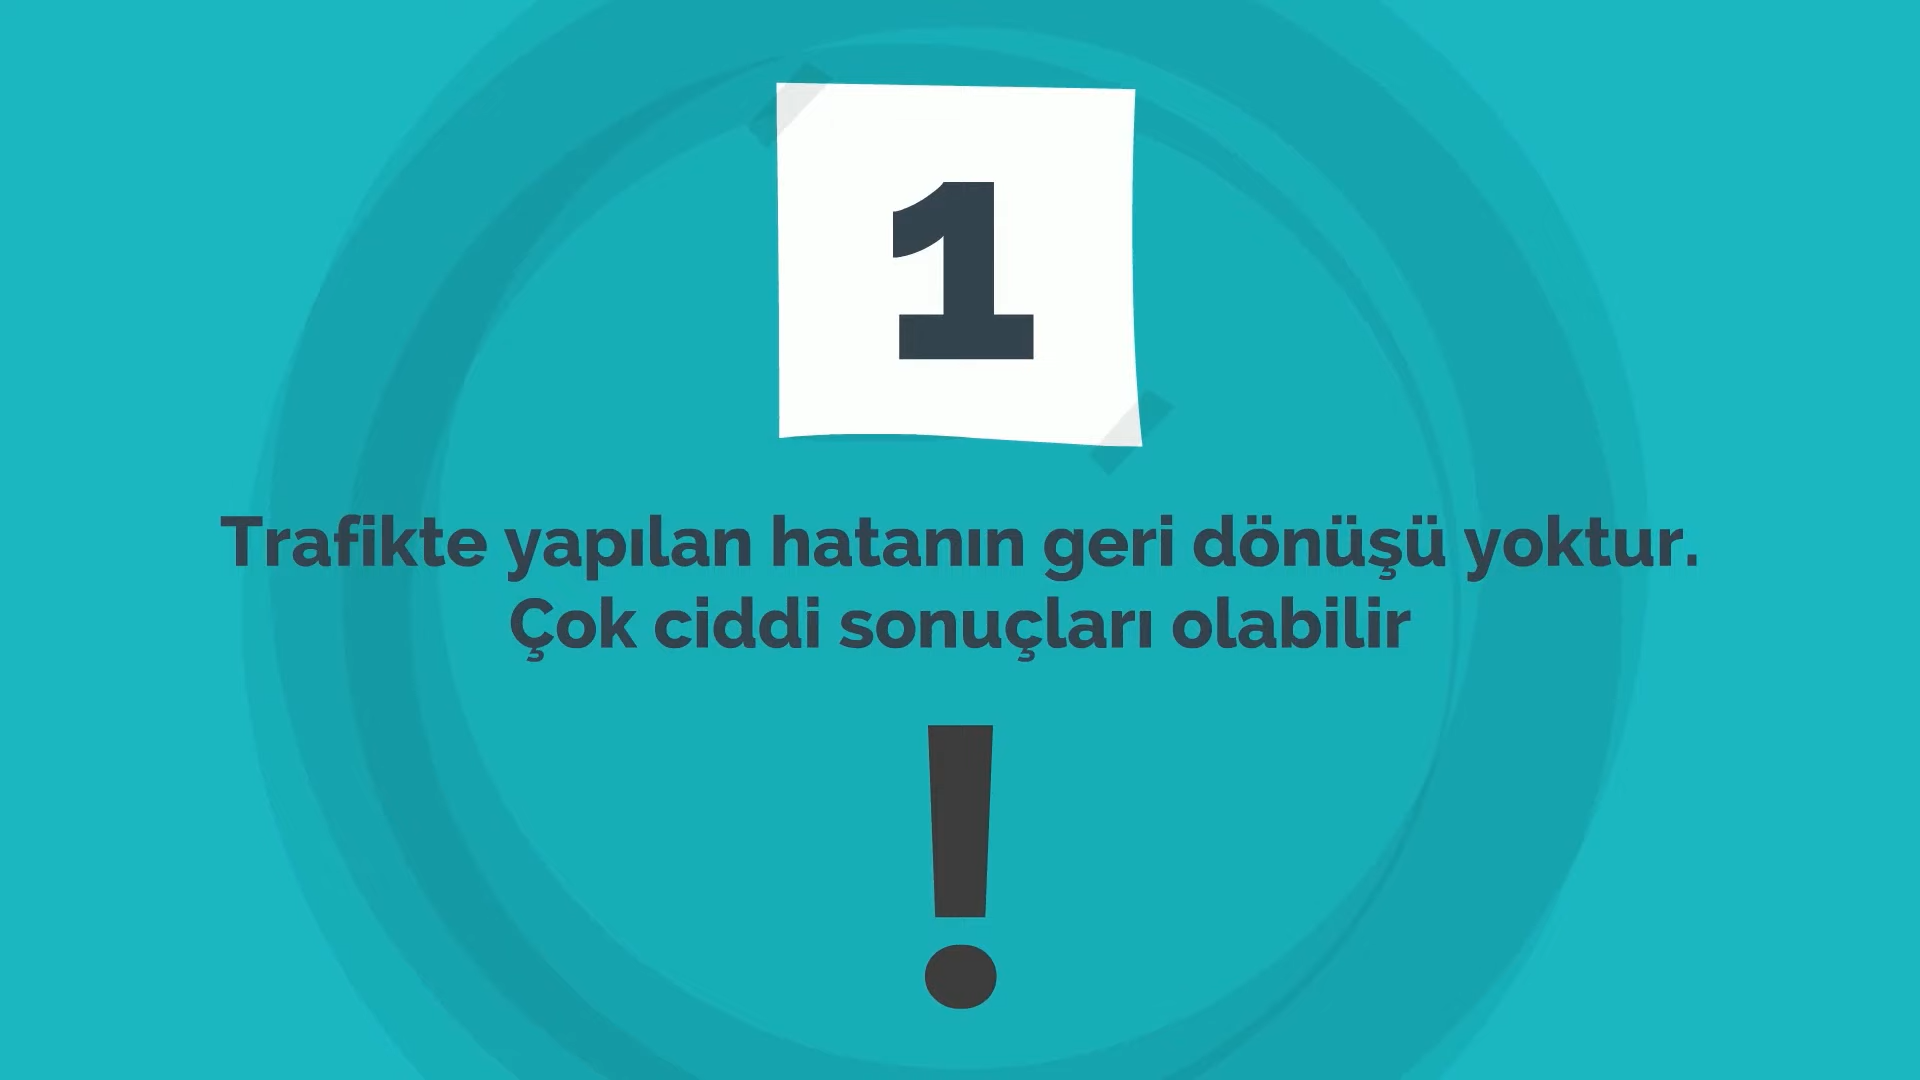 1
Trafikte yapılan hatanın geri dönüşü yoktur.
Çok ciddi sonuçları olabilir
!